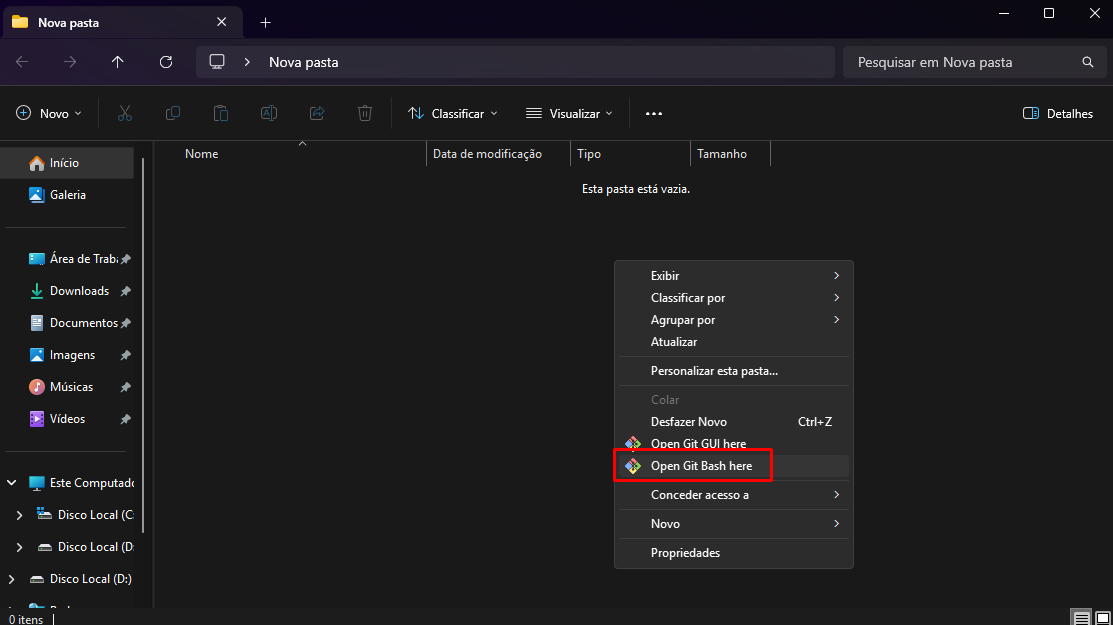 Nova pasta
Nova pasta
Pesquisar em Nova pasta
Novo
Classificar
Visualizar
Detalhes
Início
Galeria
Área de Traba
Downloads
Documentos
Imagens
Músicas
Vídeos
Este Computado
Disco Local (C:
Disco Local (D:
Disco Local (D:)
Nome
Data de modificação
Tipo
Tamanho
Esta pasta está vazia.
Exibir
Classificar por
Agrupar por
Atualizar
Personalizar esta pasta...
Colar
Desfazer Novo Ctrl+Z
Open Git GUI here
Open Git Bash here
Conceder acesso a
Novo
Propriedades
0 itens